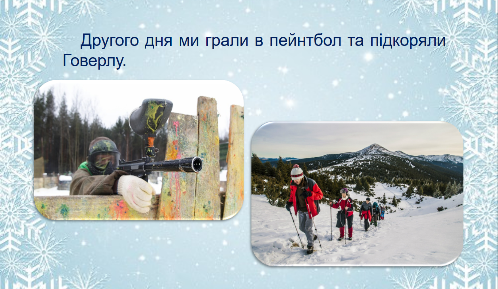 Другого дня ми грали в пейнтбол та підкоряли
Говерлу.